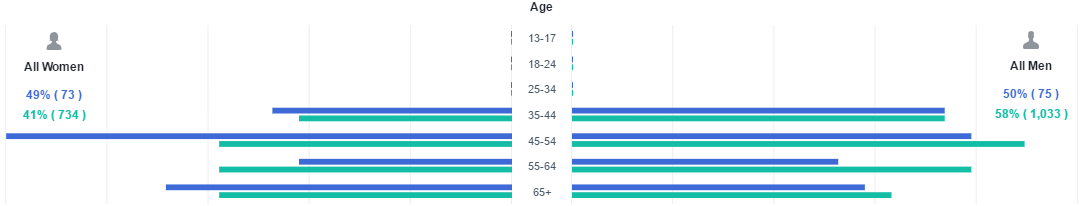 Age
All Women
49% ( 73 )
41% ( 734 )
13-17
18-24
25-34
35-44
45-54
55-64
65+
All Men
50% ( 75 )
58% ( 1,033 )